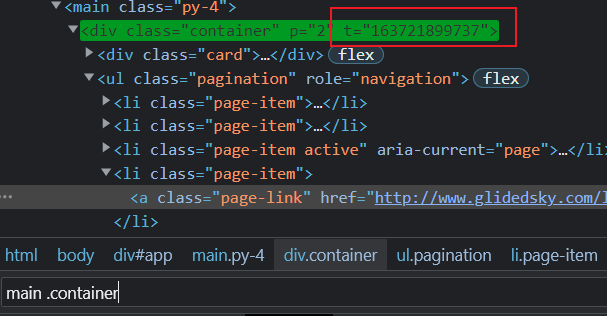 <main class="py-4">
<div class="container" p="2" t="163721899737">
<div class="card">…</div> flex
<ul class="pagination" role="navigation"> flex
<li class="page-item">…</li>
<li class="page-item">…</li>
<li class="page-item active" aria-current="page">…</li>
<li class="page-item">
… <a class="page-link" href="http://www.glidedsky.com/l
</li>
html body div#app main.py-4 div.container ul.pagination li.page-item
main .container